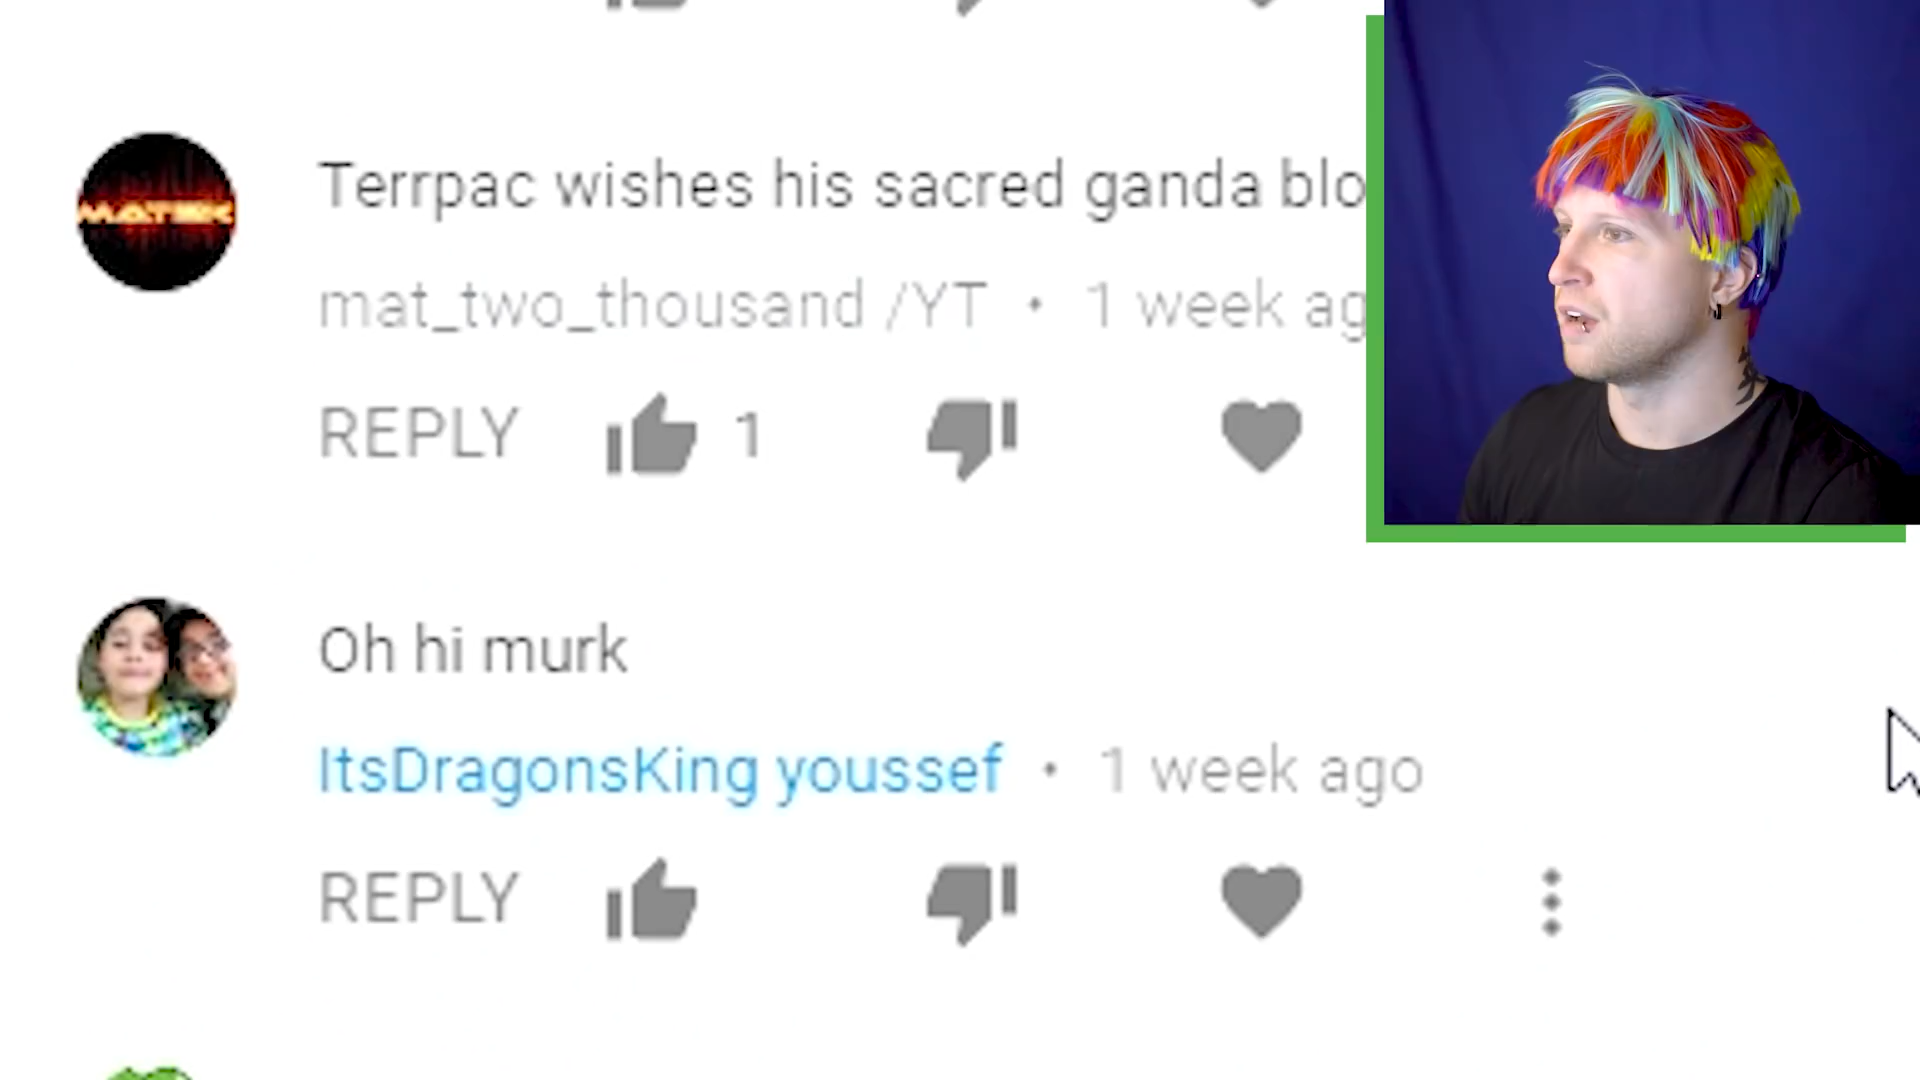 Terrpac wishes his sacred ganda blo
mat_two_thousand /YT • 1 week ag
REPLY 1
MATEK
Oh hi murk
ItsDragonsKing youssef • 1 week ago
REPLY